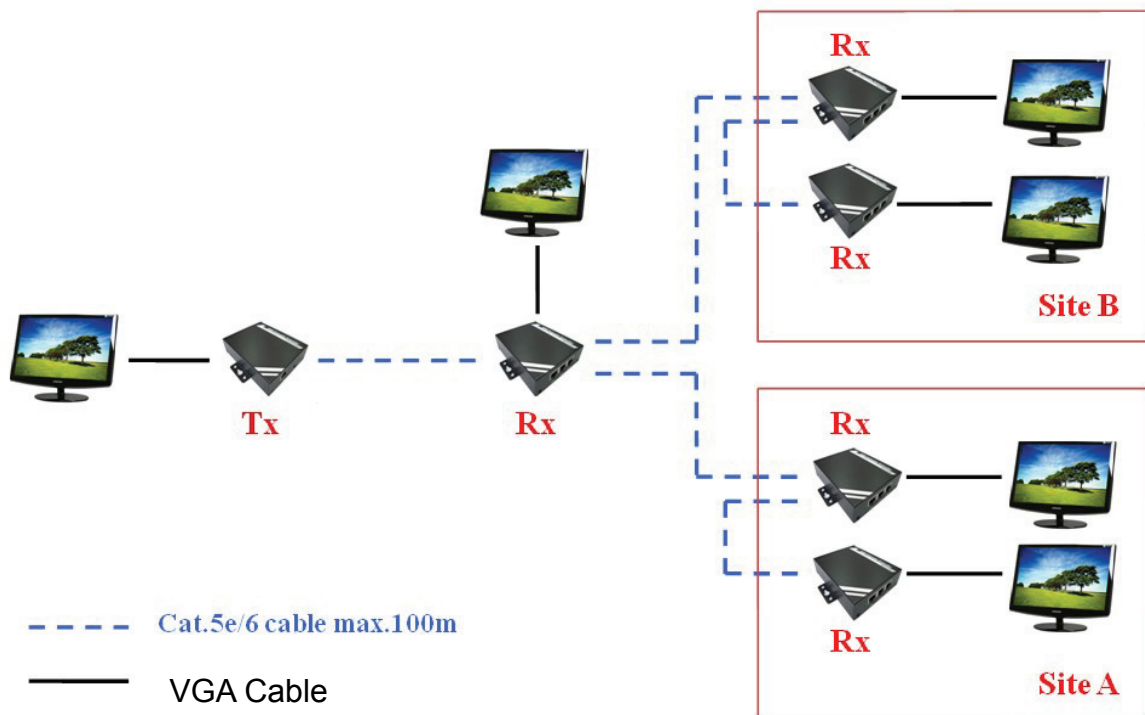 Rx
Rx
Site B
Tx
Rx
Rx
Rx
Site A
Cat.5e/6 cable max.100m
VGA Cable